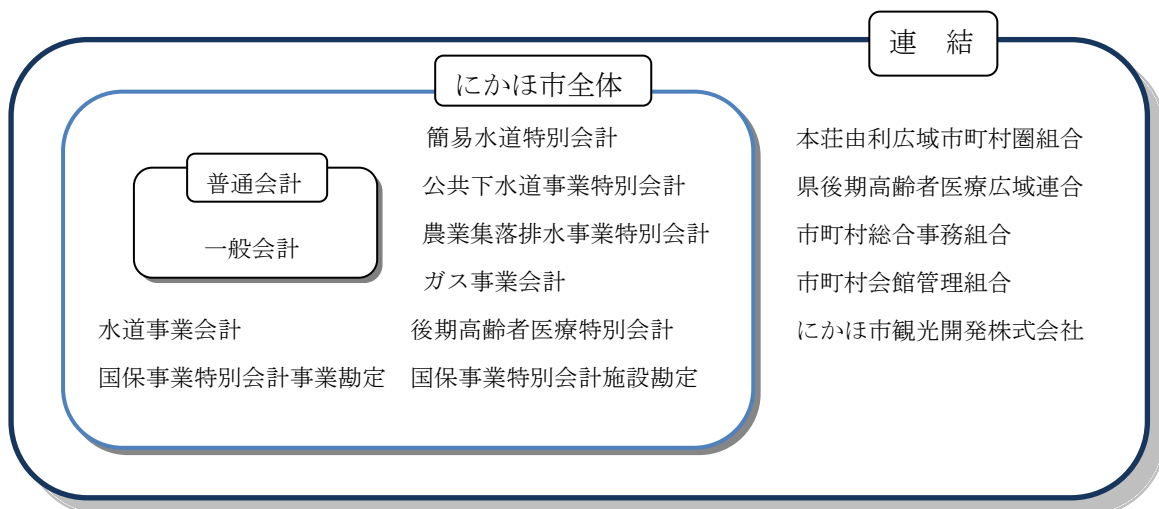 連　結
にかほ市全体
簡易水道特別会計
本荘由利広域市町村圏組合
普通会計
公共下水道事業特別会計
県後期高齢者医療広域連合
一般会計
農業集落排水事業特別会計
市町村総合事務組合
ガス事業会計
市町村会館管理組合
水道事業会計
後期高齢者医療特別会計
にかほ市観光開発株式会社
国保事業特別会計事業勘定
国保事業特別会計施設勘定